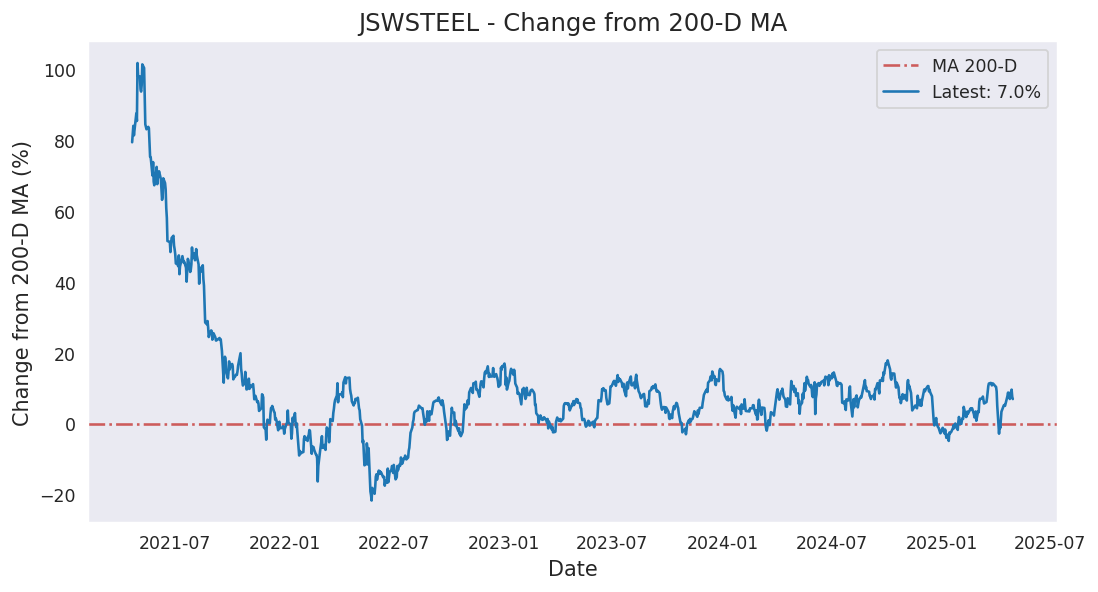 JSWSTEEL - Change from 200-D MA
MA 200-D
Latest: 7.0%
Change from 200-D MA (%)
100
80
60
40
20
0
−20
2021-07 2022-01 2022-07 2023-01 2023-07 2024-01 2024-07 2025-01 2025-07
Date